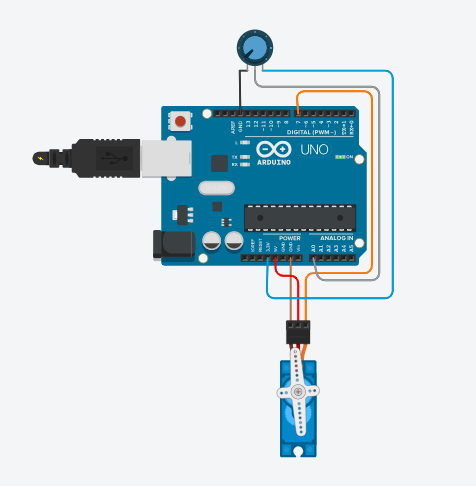 AREF
GND
13
12
~11
~10
~9
8
7
~6
~5
4
~3
2
TX→1
RX←0
DIGITAL (PWM~)
L
TX
RX
ARDUINO
UNO
ON
POWER
ANALOG IN
IOREF
RESET
3.3V
5V
GND
GND
Vin
A0
A1
A2
A3
A4
A5